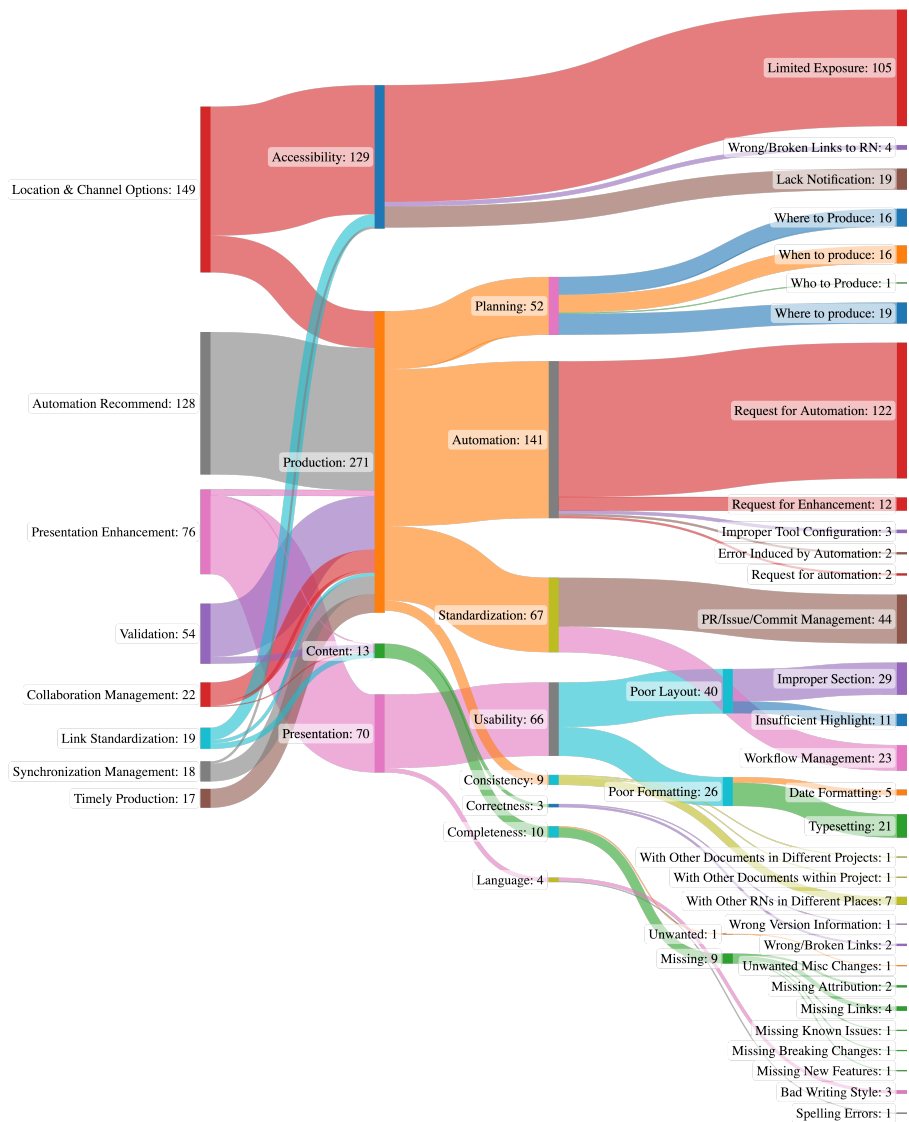 Limited Exposure: 105
Wrong/Broken Links to RN: 4
Accessibility: 129
Lack Notification: 19
Location & Channel Options: 149
Where to Produce: 16
When to produce: 16
Who to Produce: 1
Planning: 52
Where to produce: 19
Automation Recommend: 128
Request for Automation: 122
Automation: 141
Production: 271
Request for Enhancement: 12
Presentation Enhancement: 76
Improper Tool Configuration: 3
Error Induced by Automation: 2
Request for automation: 2
Standardization: 67
PR/Issue/Commit Management: 44
Validation: 54
Content: 13
Improper Section: 29
Poor Layout: 40
Collaboration Management: 22
Usability: 66
Insufficient Highlight: 11
Presentation: 70
Link Standardization: 19
Workflow Management: 23
Synchronization Management: 18
Consistency: 9
Poor Formatting: 26
Date Formatting: 5
Timely Production: 17
Correctness: 3
Typesetting: 21
Completeness: 10
With Other Documents in Different Projects: 1
With Other Documents within Project: 1
Language: 4
With Other RNs in Different Places: 7
Wrong Version Information: 1
Unwanted: 1
Wrong/Broken Links: 2
Missing: 9
Unwanted Misc Changes: 1
Missing Attribution: 2
Missing Links: 4
Missing Known Issues: 1
Missing Breaking Changes: 1
Missing New Features: 1
Bad Writing Style: 3
Spelling Errors: 1